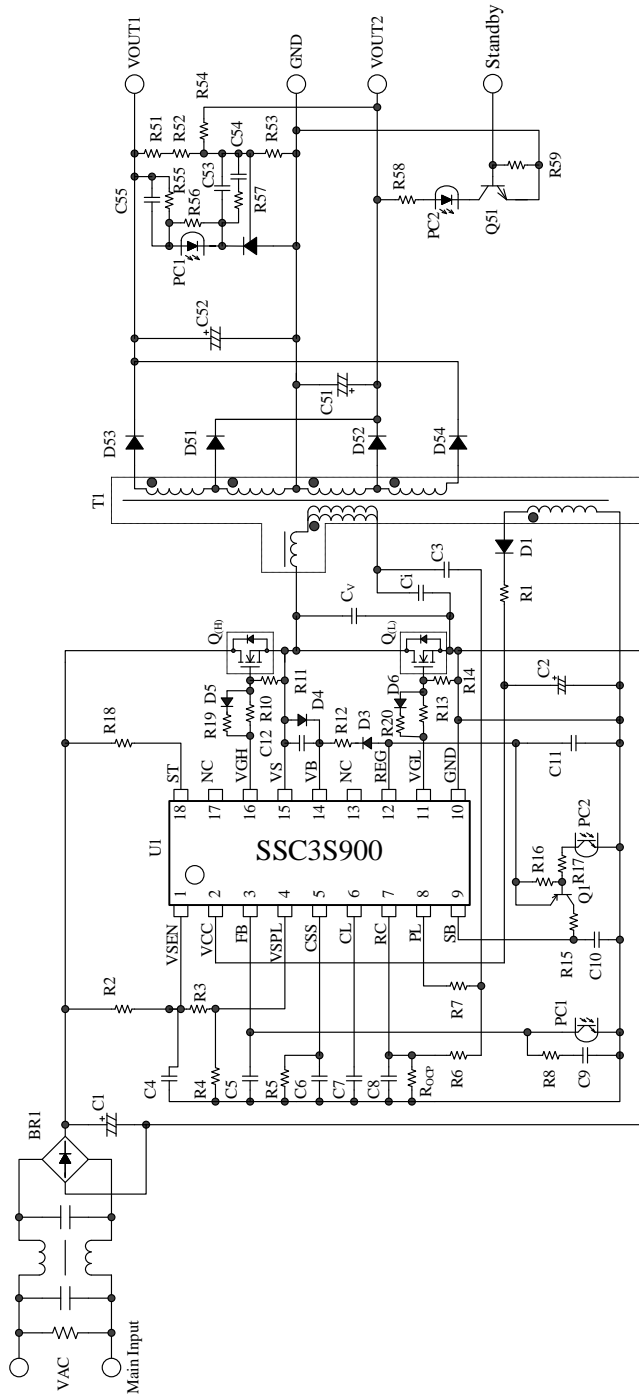 VAC
Main Input
BR1
C1
R2
R18
U1
SSC3S900
1
2
3
4
5
6
7
8
9
18
17
16
15
14
13
12
11
10
VSEN
VCC
FB
VSPL
CSS
CL
RC
PL
SB
ST
NC
VGH
VS
VB
NC
REG
VGL
GND
C4
R3
R4
C5
R5
C6
C7
C8
ROCP
R6
R7
R8
C9
PC1
C10
R15
Q1
R16
R17
PC2
C11
C2
R1
D1
D5
R19
R10
R11
C12
D4
R12
D3
D6
R20
R13
R14
Q(H)
Q(L)
CV
Ci
C3
T1
D53
D51
D52
D54
C51
C52
C55
R51
R52
R54
R55
R56
PC1
C53
C54
R57
R53
R58
PC2
Q51
R59
VOUT1
GND
VOUT2
Standby